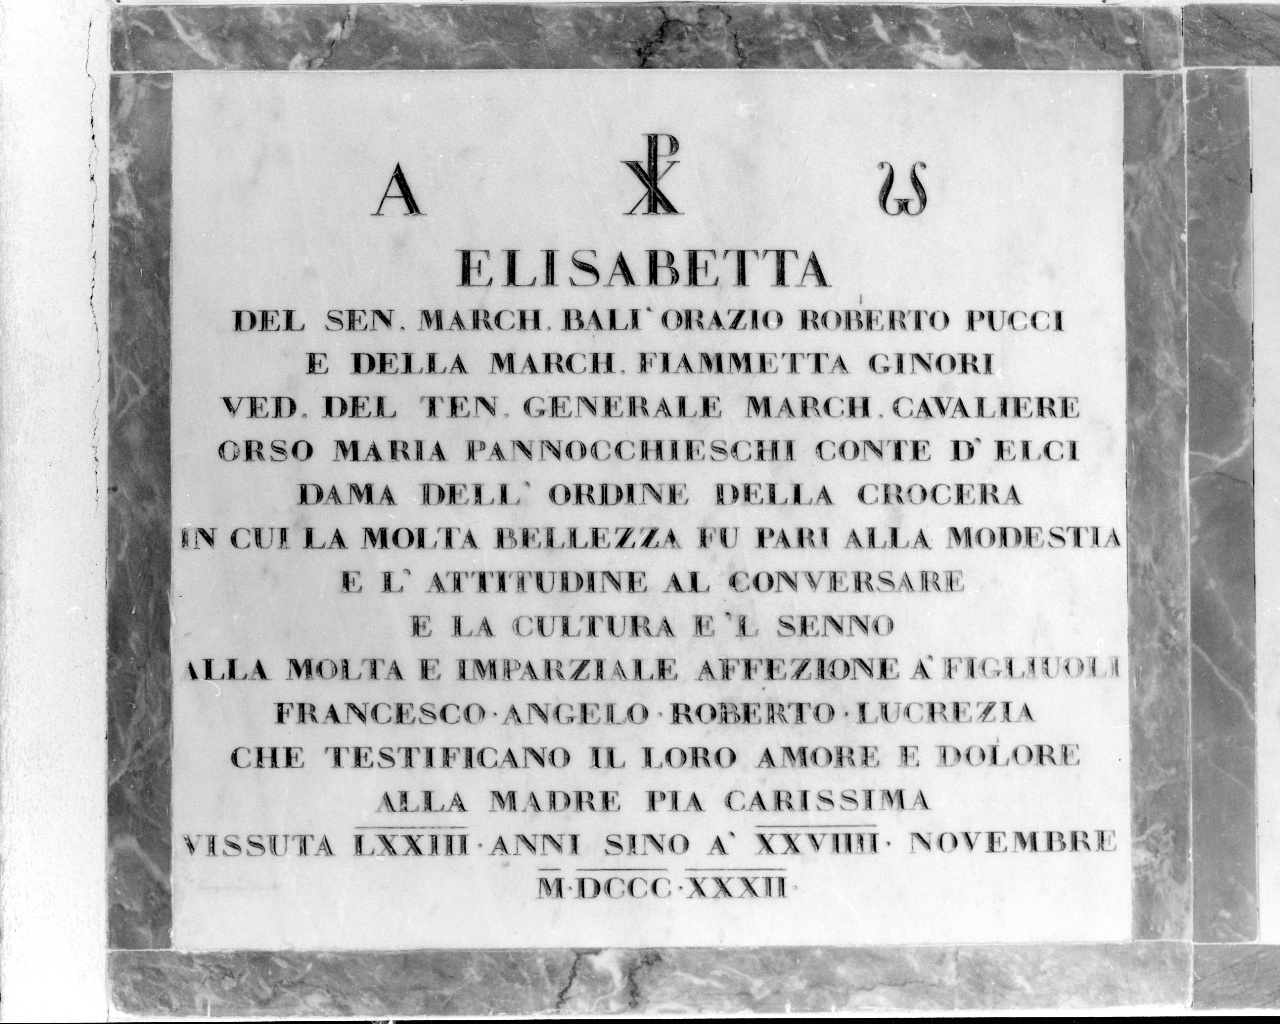 Α ☧ ω
ELISABETTA
DEL SEN. MARCH. BALI' ORAZIO ROBERTO PUCCI
E DELLA MARCH. FIAMMETTA GINORI
VED. DEL TEN. GENERALE MARCH. CAVALIERE
ORSO MARIA PANNOCCHIESCHI CONTE D' ELCI
DAMA DELL' ORDINE DELLA CROCERA
IN CUI LA MOLTA BELLEZZA FU PARI ALLA MODESTIA
E L' ATTITUDINE AL CONVERSARE
E LA CULTURA E 'L SENNO
ALLA MOLTA E IMPARZIALE AFFEZIONE A' FIGLIUOLI
FRANCESCO · ANGELO · ROBERTO · LUCREZIA
CHE TESTIFICANO IL LORO AMORE E DOLORE
ALLA MADRE PIA CARISSIMA
VISSUTA LXXIIII · ANNI SINO A' XXVIIII · NOVEMBRE
M · DCCC · XXXII ·